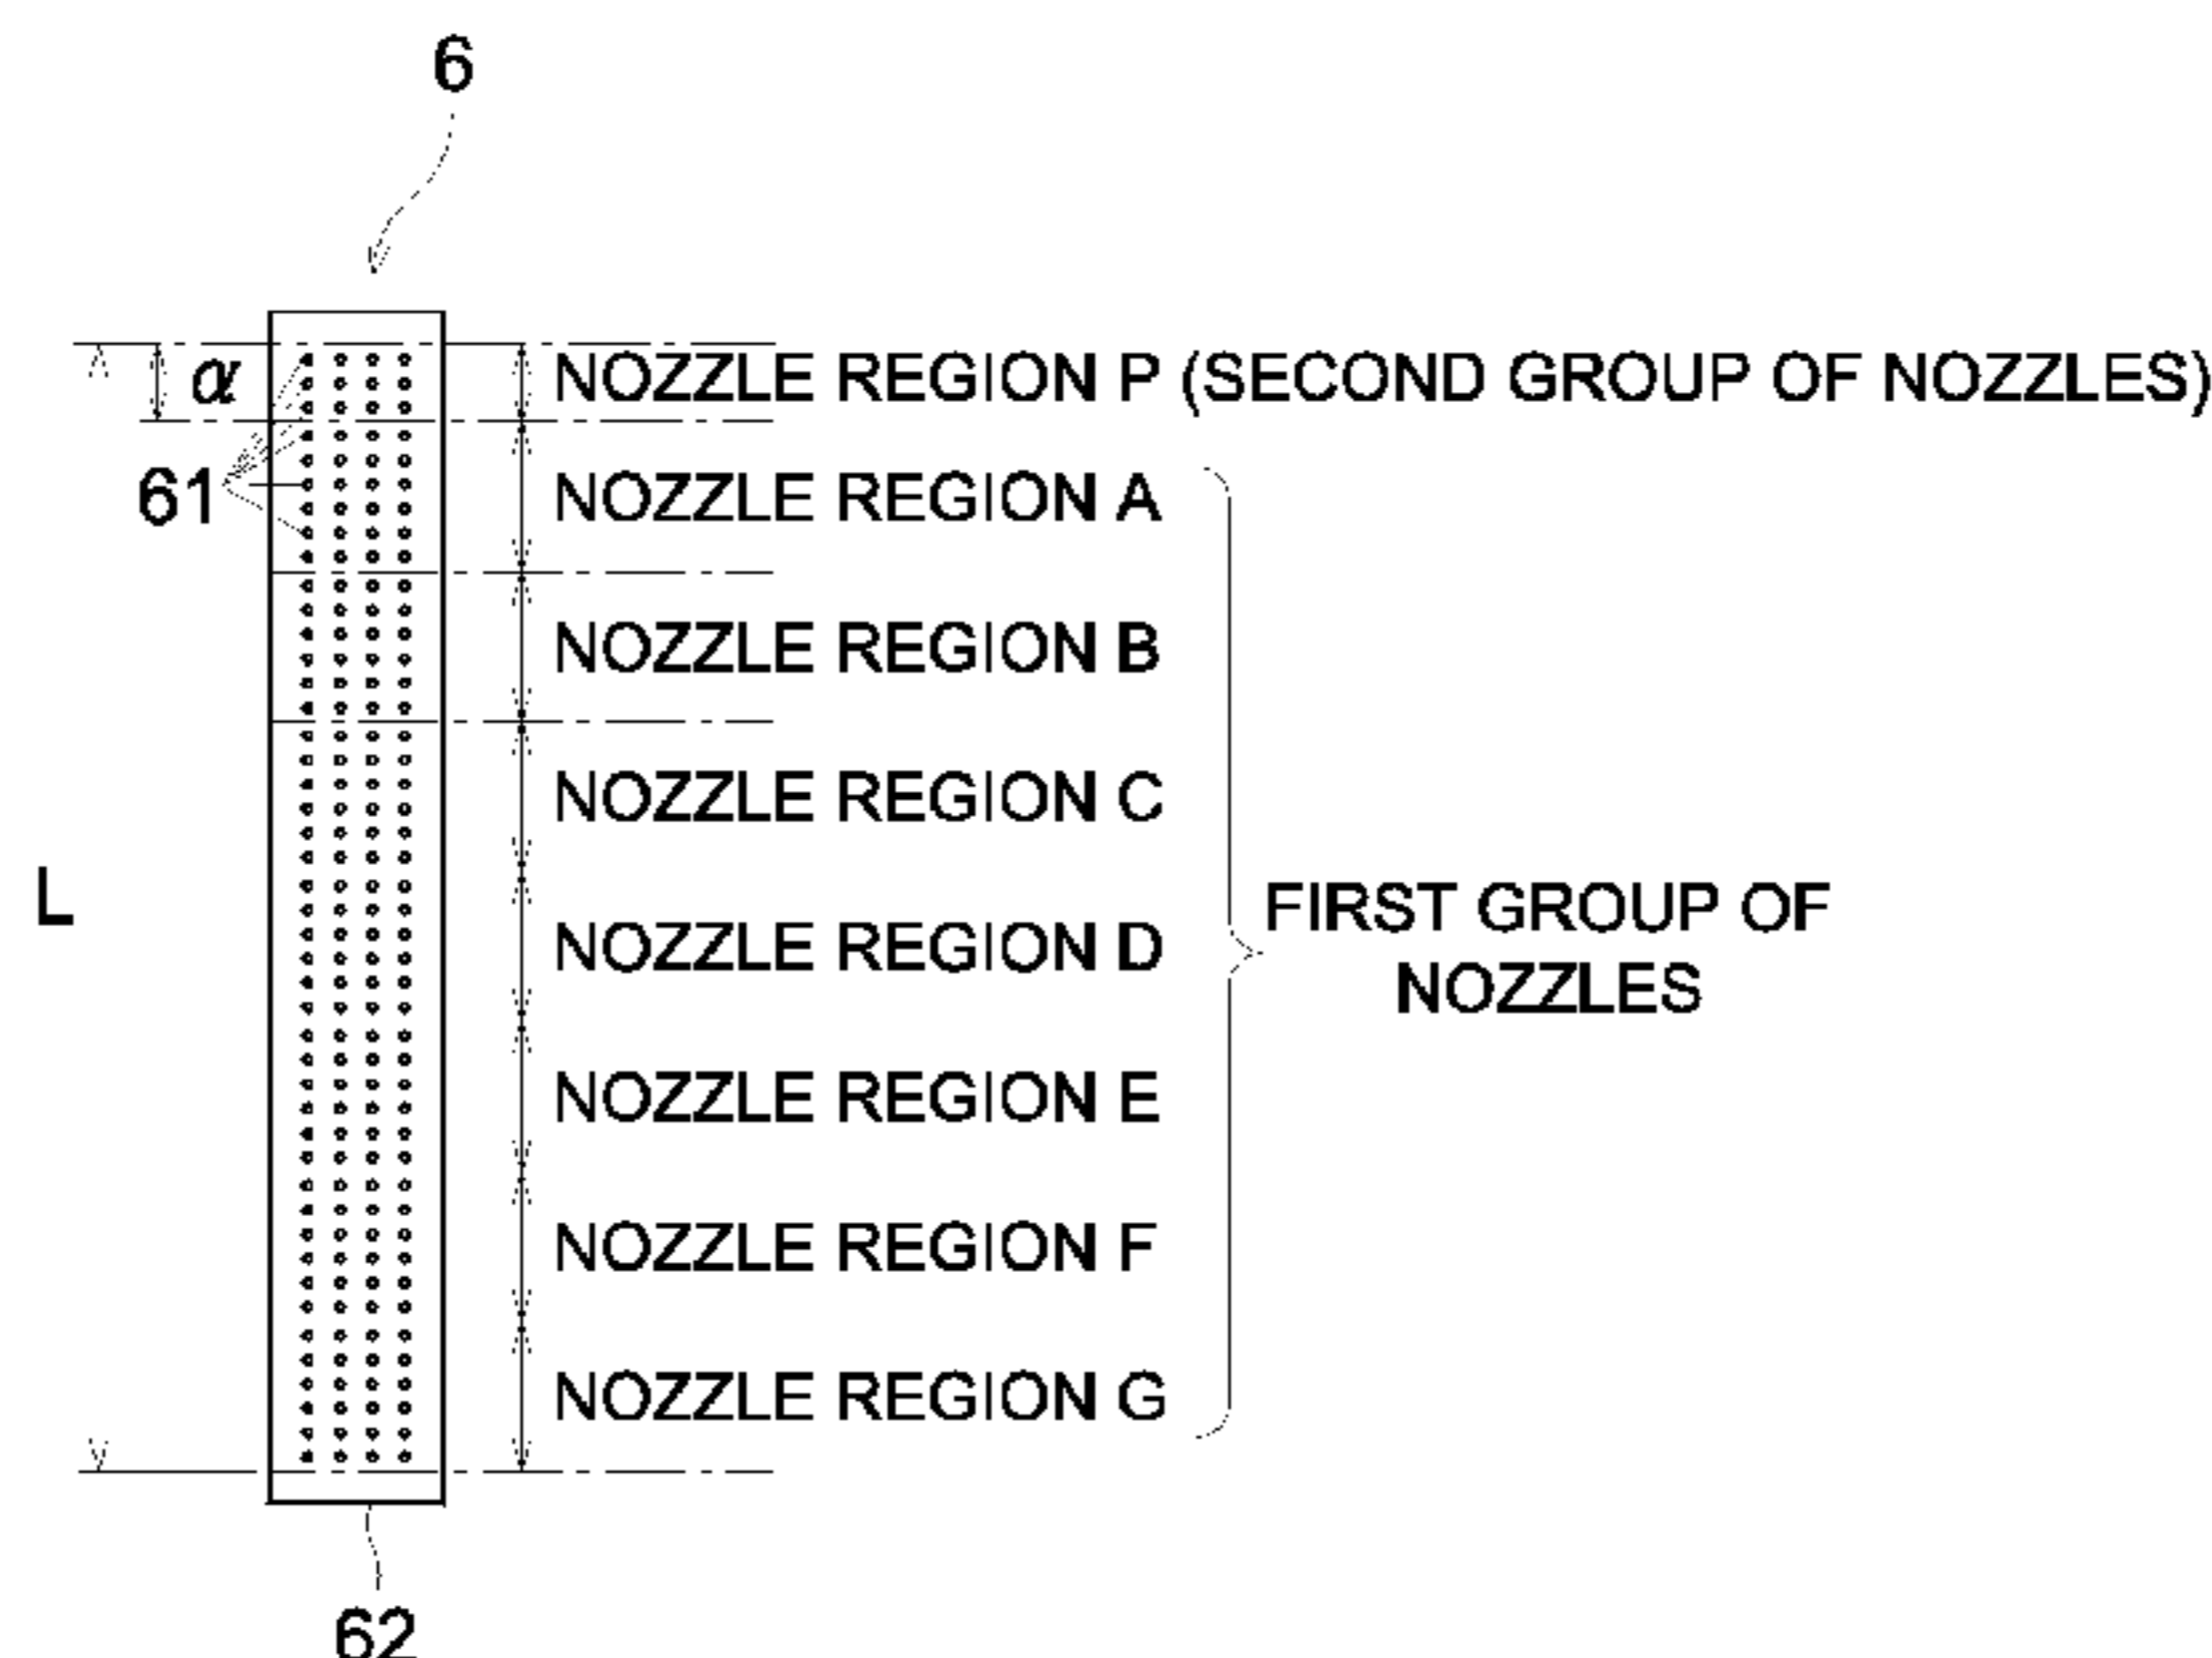 6
α
NOZZLE REGION P (SECOND GROUP OF NOZZLES)
61
NOZZLE REGION A
NOZZLE REGION B
NOZZLE REGION C
L
NOZZLE REGION D
FIRST GROUP OF
NOZZLES
NOZZLE REGION E
NOZZLE REGION F
NOZZLE REGION G
62